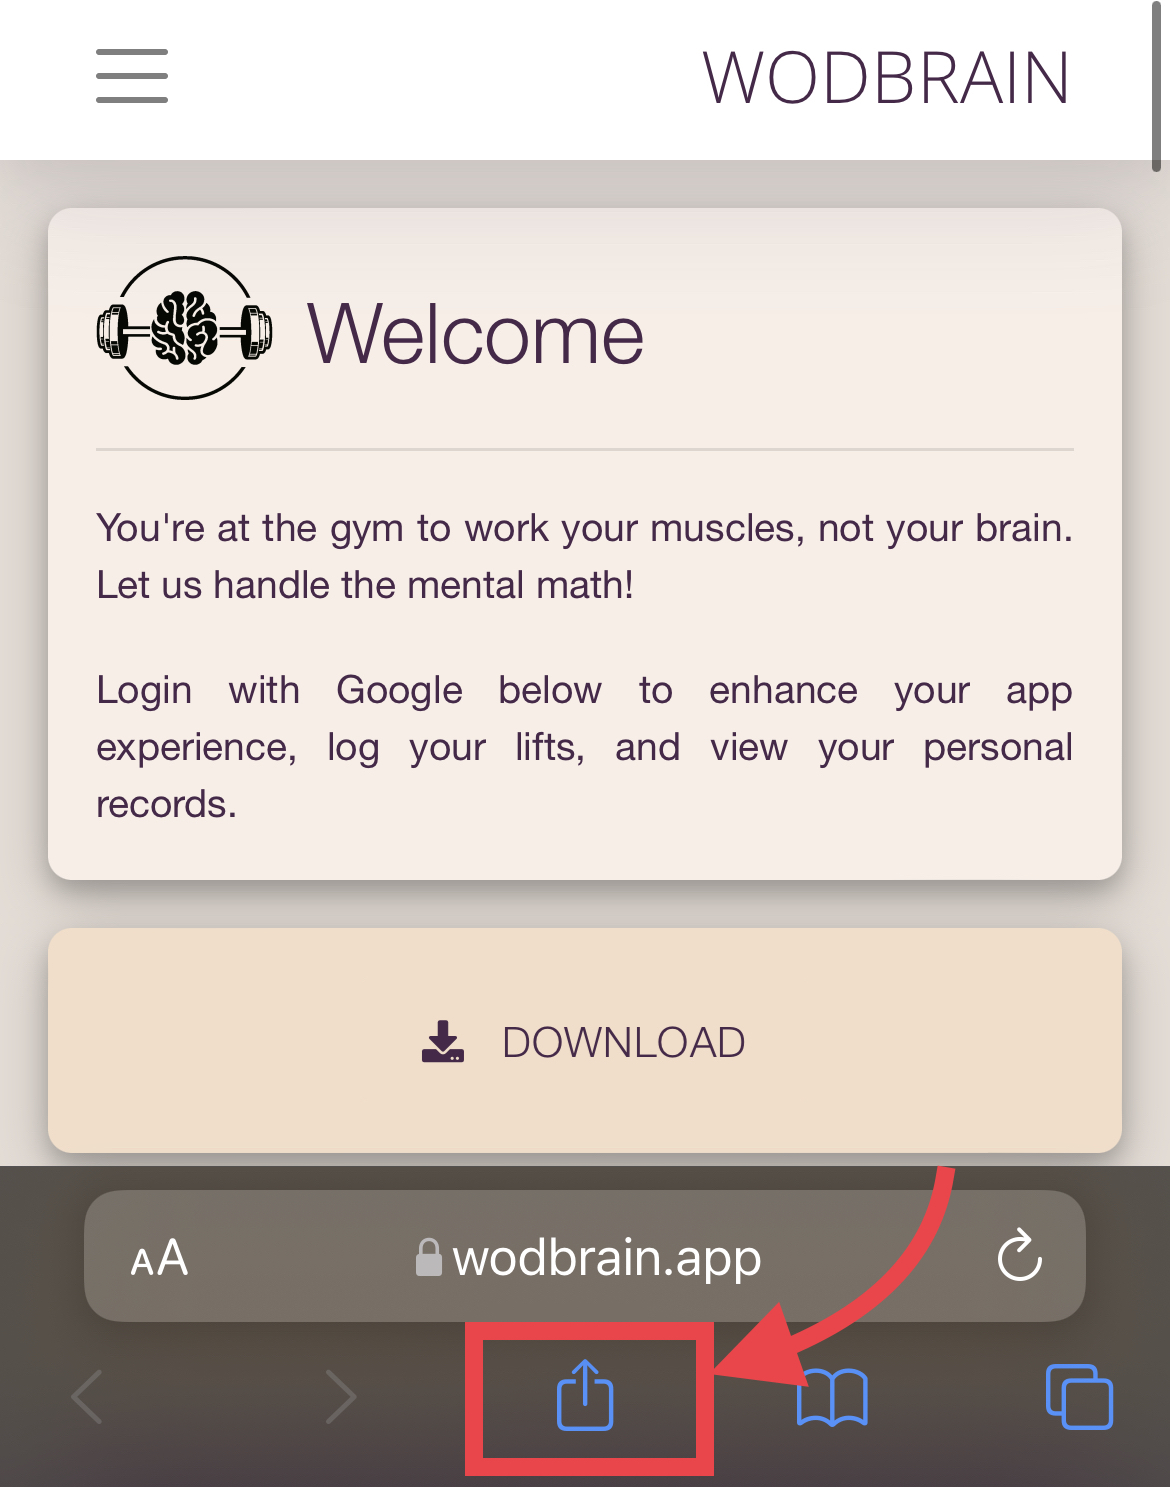 WODBRAIN
Welcome
You're at the gym to work your muscles, not your brain.
Let us handle the mental math!
Login with Google below to enhance your app
experience, log your lifts, and view your personal
records.
DOWNLOAD
AA wodbrain.app